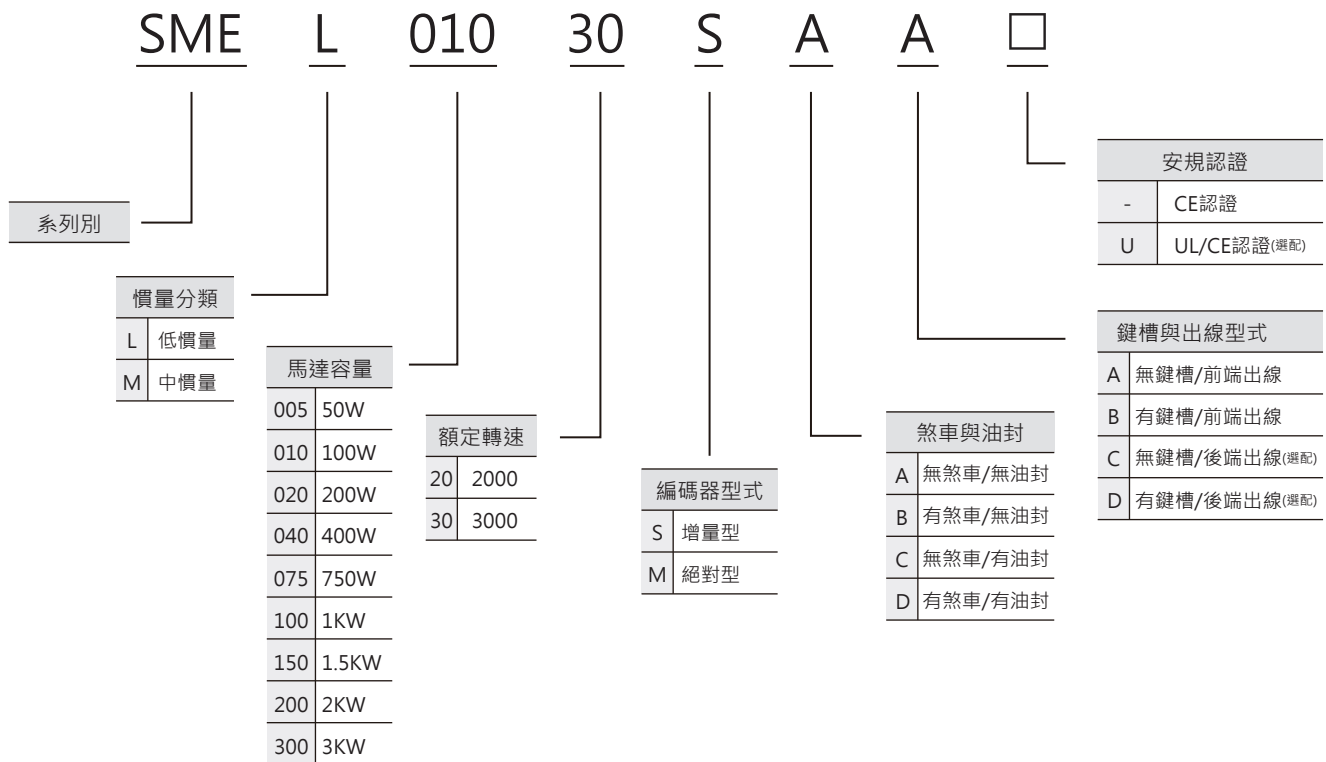 SME L 010 30 S A A □
系列別
慣量分類
L 低慣量
M 中慣量
馬達容量
005 50W
010 100W
020 200W
040 400W
075 750W
100 1KW
150 1.5KW
200 2KW
300 3KW
額定轉速
20 2000
30 3000
編碼器型式
S 增量型
M 絕對型
煞車與油封
A 無煞車/無油封
B 有煞車/無油封
C 無煞車/有油封
D 有煞車/有油封
鍵槽與出線型式
A 無鍵槽/前端出線
B 有鍵槽/前端出線
C 無鍵槽/後端出線(選配)
D 有鍵槽/後端出線(選配)
安規認證
- CE認證
U UL/CE認證(選配)